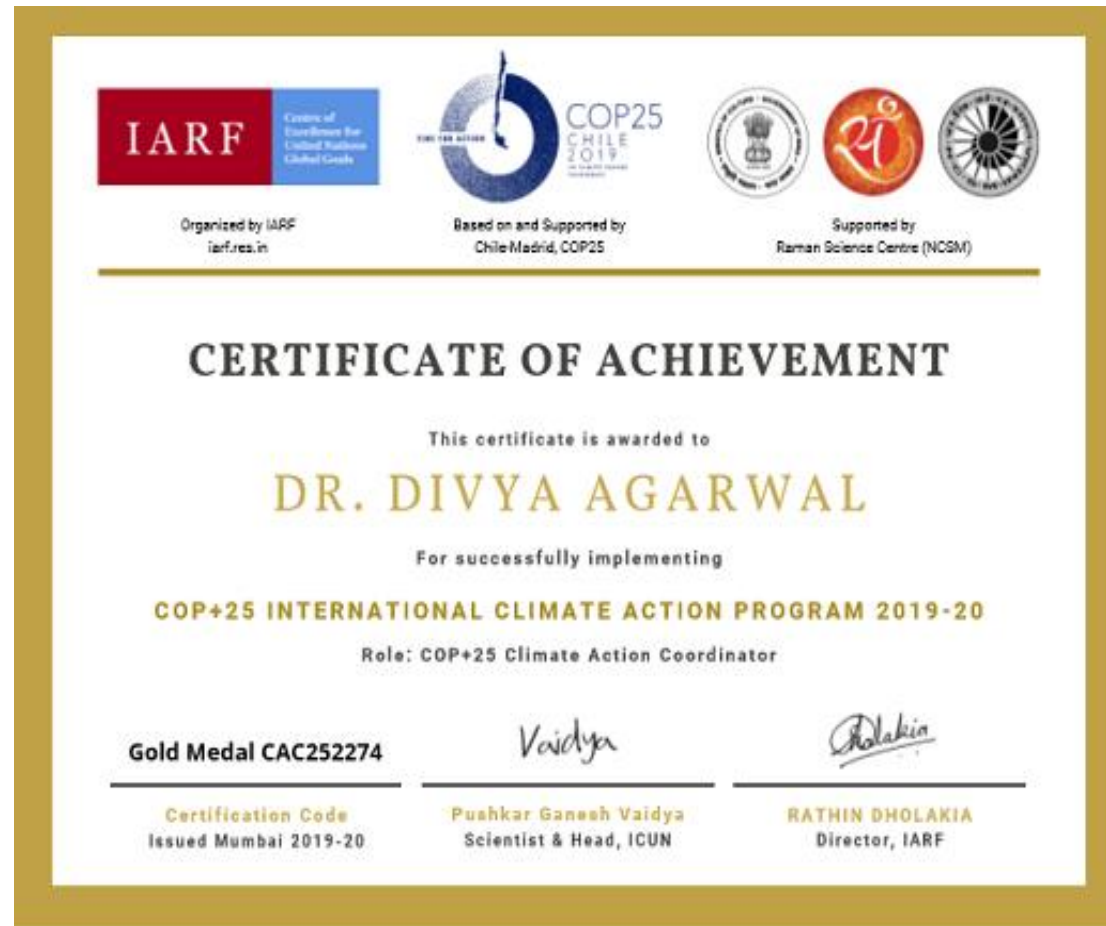 IARF
Centre of
Excellence for
United Nations
Global Goals
TIME FOR ACTION
COP25
CHILE
2019
Organized by IARF
iarf.res.in
Based on and Supported by
Chile-Madrid, COP25
Supported by
Raman Science Centre (NCSM)
CERTIFICATE OF ACHIEVEMENT
This certificate is awarded to
DR. DIVYA AGARWAL
For successfully implementing
COP+25 INTERNATIONAL CLIMATE ACTION PROGRAM 2019-20
Role: COP+25 Climate Action Coordinator
Gold Medal CAC252274
Vaidya
Dholakia
Certification Code
Issued Mumbai 2019-20
Pushkar Ganesh Vaidya
Scientist & Head, ICUN
RATHIN DHOLAKIA
Director, IARF